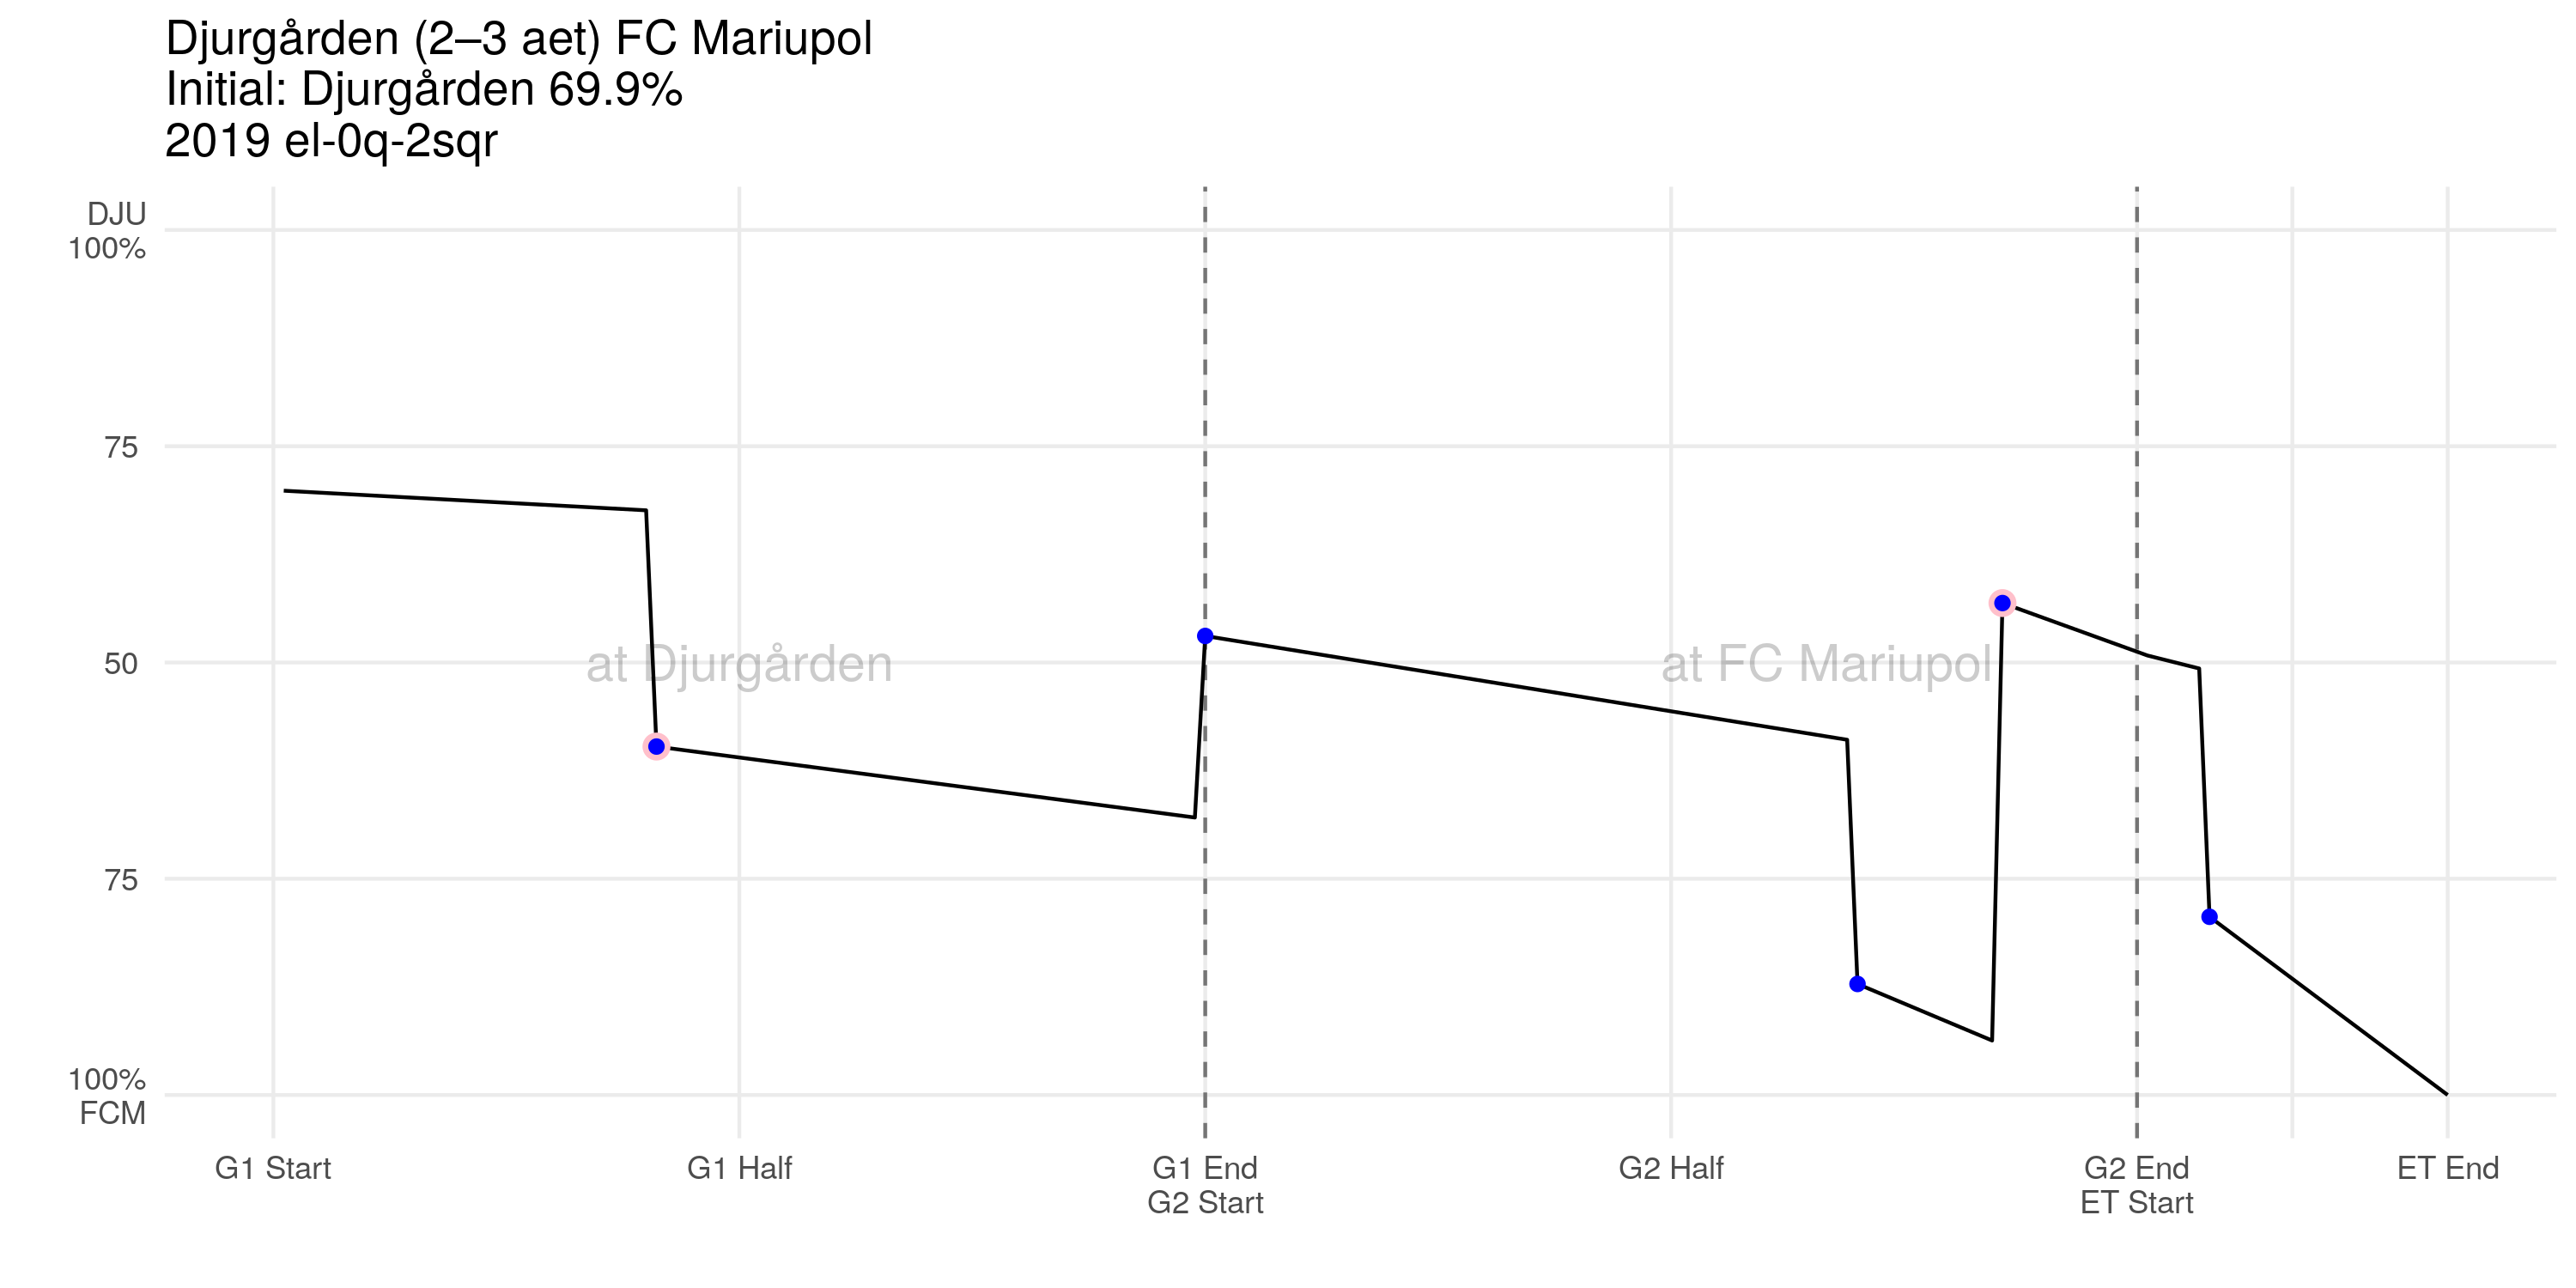 Djurgården (2–3 aet) FC Mariupol
Initial: Djurgården 69.9%
2019 el-0q-2sqr
DJU
100%
75
50
75
100%
FCM
at Djurgården
at FC Mariupol
G1 Start
G1 Half
G1 End
G2 Start
G2 Half
G2 End
ET Start
ET End